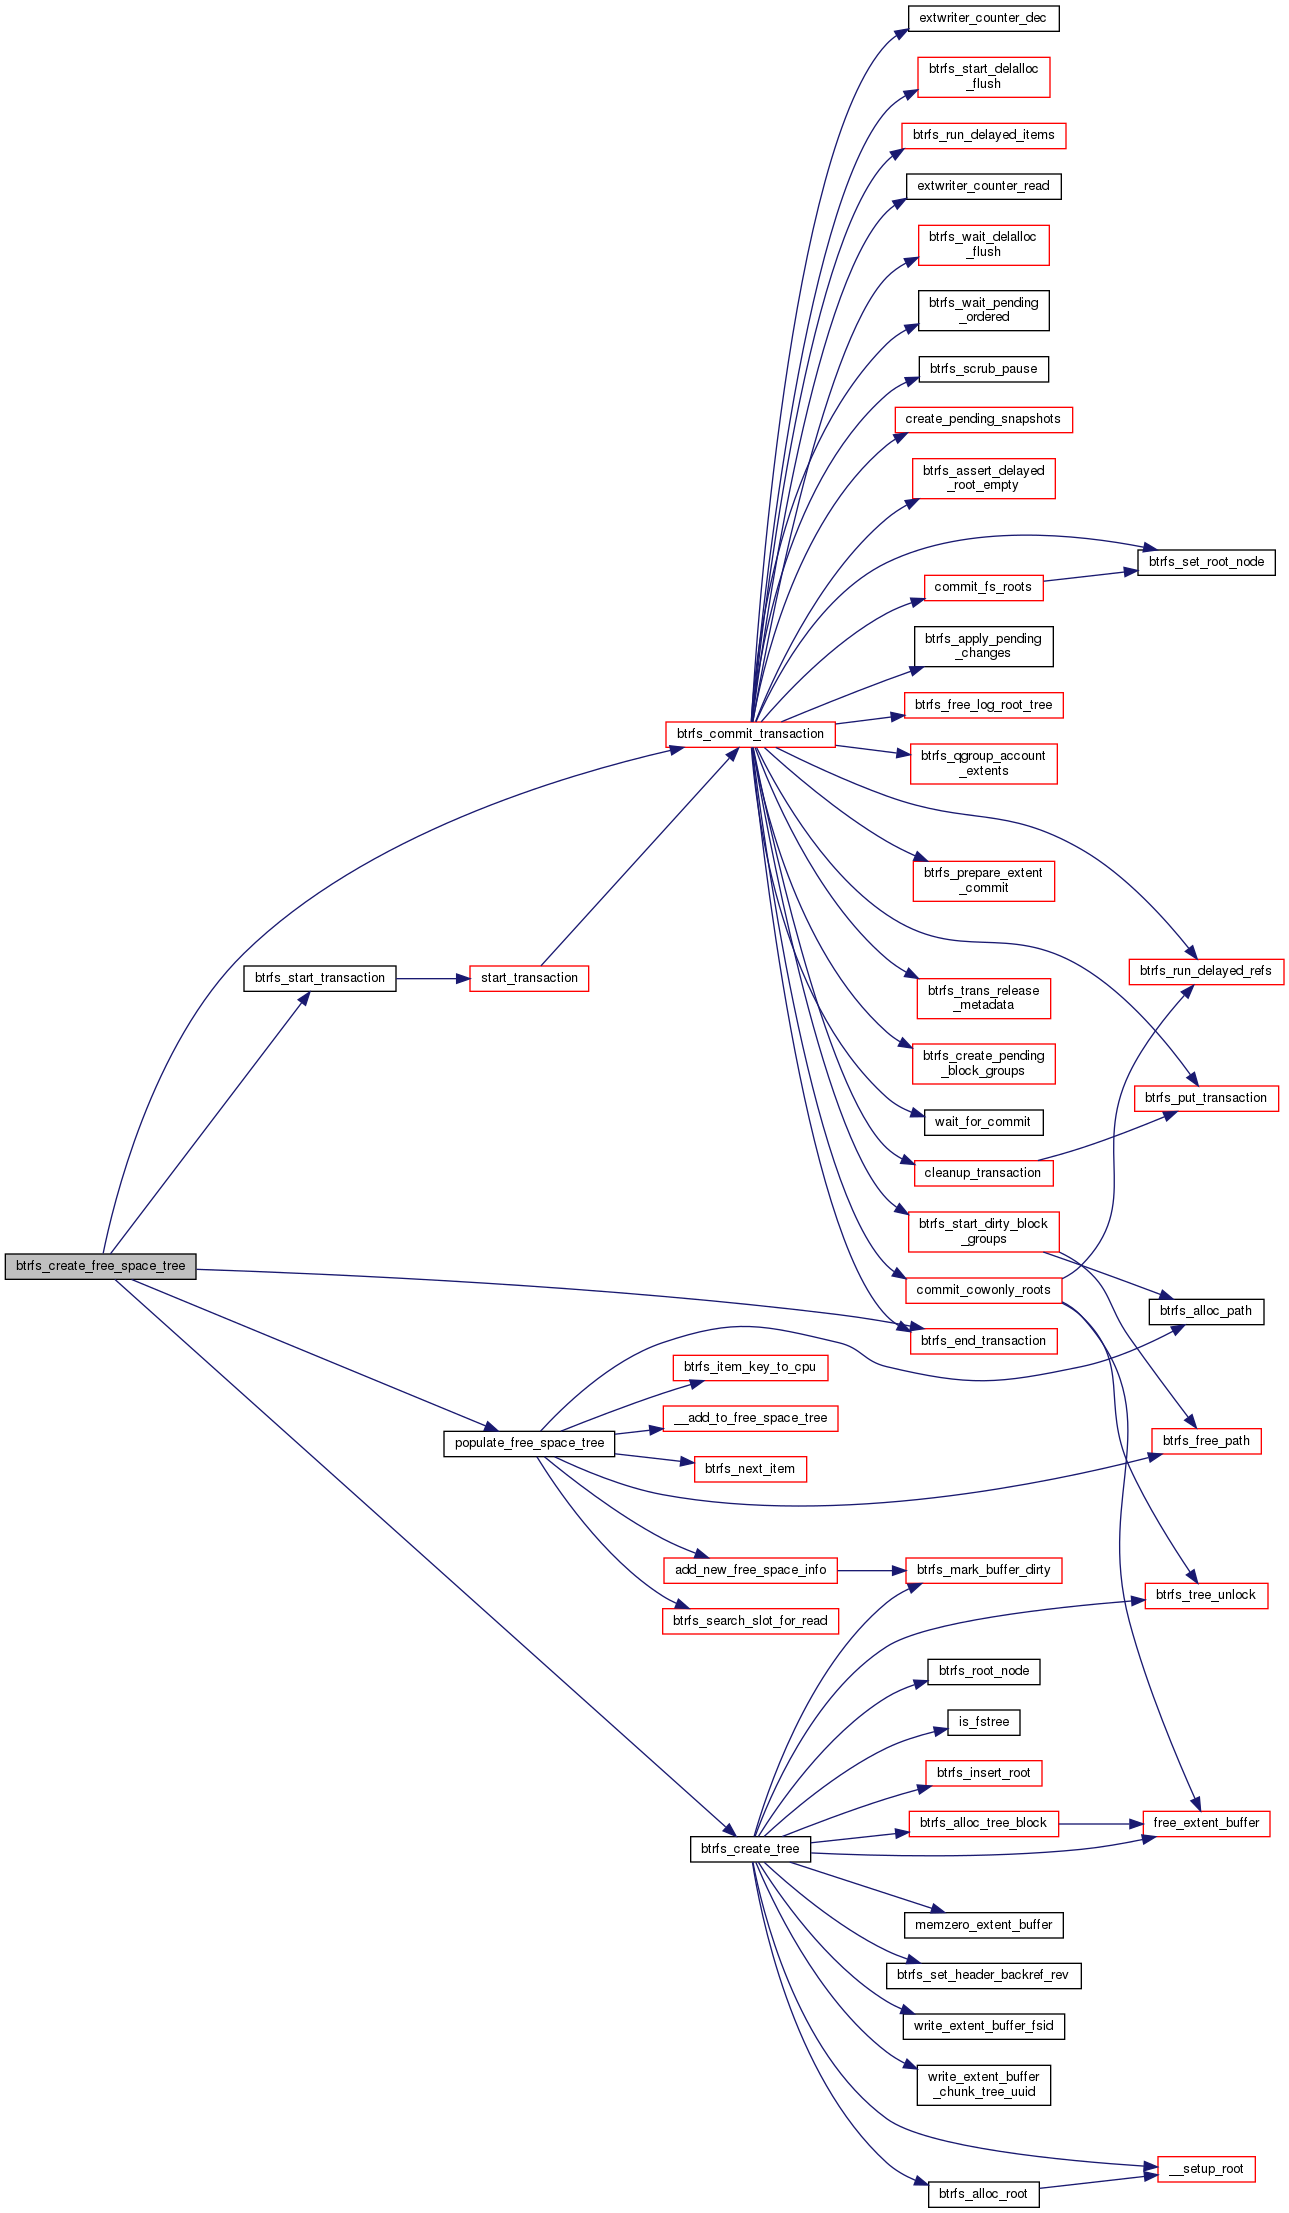 extwriter_counter_dec
btrfs_start_delalloc
_flush
btrfs_run_delayed_items
extwriter_counter_read
btrfs_wait_delalloc
_flush
btrfs_wait_pending
_ordered
btrfs_scrub_pause
create_pending_snapshots
btrfs_assert_delayed
_root_empty
btrfs_set_root_node
commit_fs_roots
btrfs_apply_pending
_changes
btrfs_free_log_root_tree
btrfs_commit_transaction
btrfs_qgroup_account
_extents
btrfs_prepare_extent
_commit
btrfs_start_transaction
start_transaction
btrfs_run_delayed_refs
btrfs_trans_release
_metadata
btrfs_create_pending
_block_groups
btrfs_put_transaction
wait_for_commit
cleanup_transaction
btrfs_start_dirty_block
_groups
btrfs_create_free_space_tree
commit_cowonly_roots
btrfs_alloc_path
btrfs_end_transaction
btrfs_item_key_to_cpu
__add_to_free_space_tree
populate_free_space_tree
btrfs_free_path
btrfs_next_item
add_new_free_space_info
btrfs_mark_buffer_dirty
btrfs_tree_unlock
btrfs_search_slot_for_read
btrfs_root_node
is_fstree
btrfs_insert_root
btrfs_alloc_tree_block
free_extent_buffer
btrfs_create_tree
memzero_extent_buffer
btrfs_set_header_backref_rev
write_extent_buffer_fsid
write_extent_buffer
_chunk_tree_uuid
__setup_root
btrfs_alloc_root